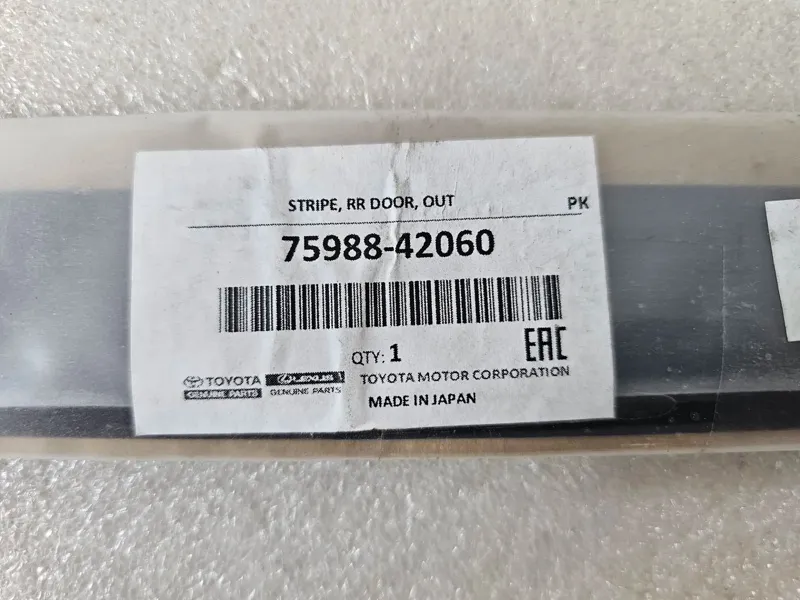 STRIPE, RR DOOR, OUT PK
75988-42060
QTY: 1 EAC
TOYOTA LEXUS TOYOTA MOTOR CORPORATION
GENUINE PARTS GENUINE PARTS
MADE IN JAPAN